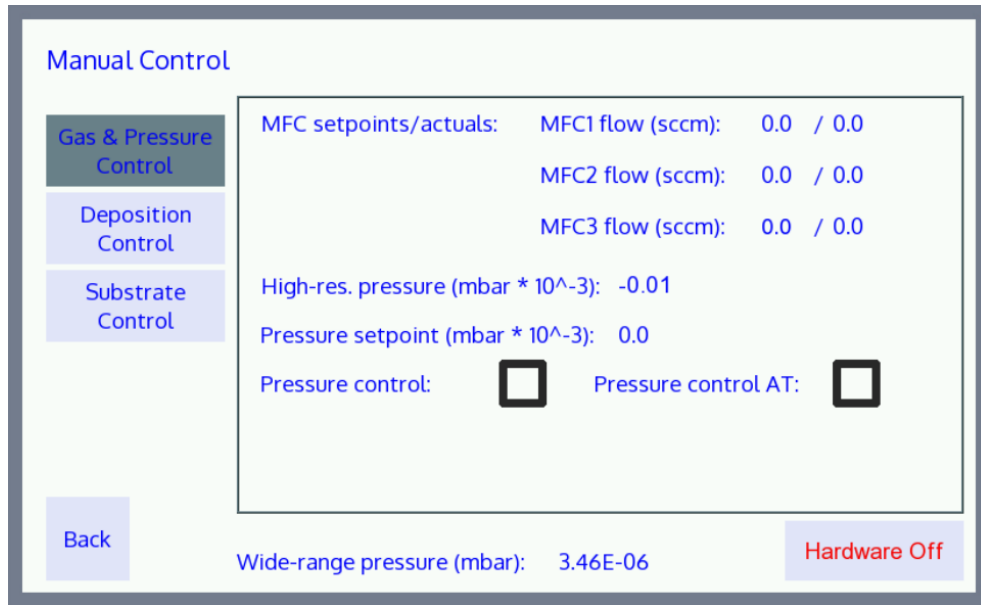 Manual Control
Gas & Pressure
Control
Deposition
Control
Substrate
Control
MFC setpoints/actuals: MFC1 flow (sccm): 0.0 / 0.0
MFC2 flow (sccm): 0.0 / 0.0
MFC3 flow (sccm): 0.0 / 0.0
High-res. pressure (mbar * 10^-3): -0.01
Pressure setpoint (mbar * 10^-3): 0.0
Pressure control: Pressure control AT:
Back
Wide-range pressure (mbar): 3.46E-06
Hardware Off